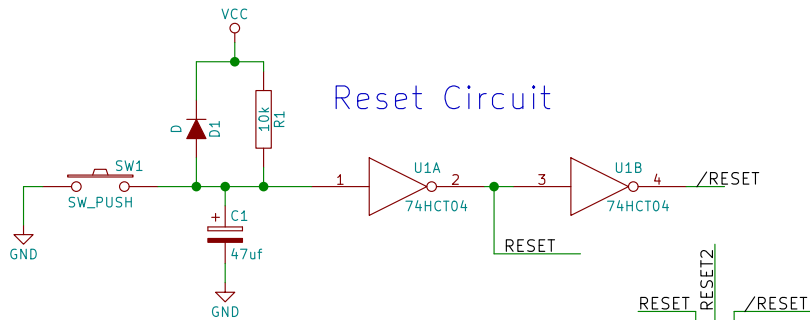 VCC
Reset Circuit
D
D1
10k
R1
SW1
SW_PUSH
GND
+
C1
47uf
GND
1
U1A
2
74HCT04
3
U1B
4
74HCT04
/RESET
RESET
RESET
RESET2
/RESET